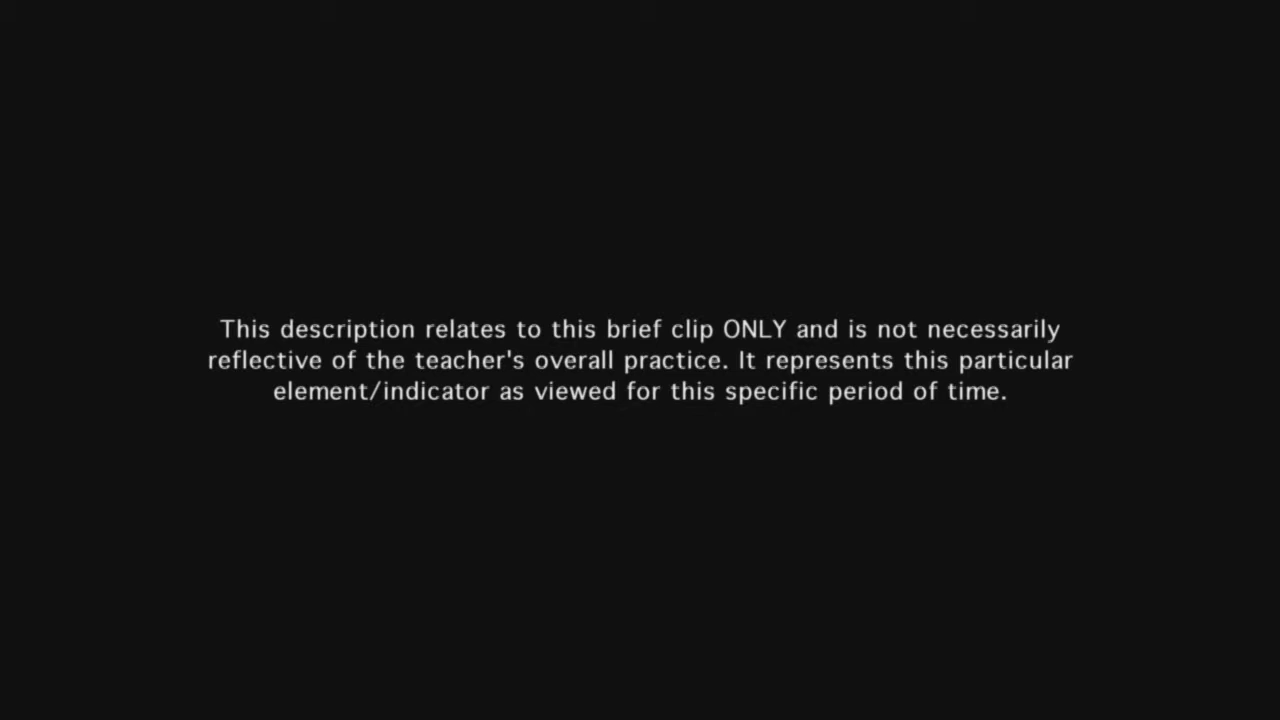 This description relates to this brief clip ONLY and is not necessarily
reflective of the teacher's overall practice. It represents this particular
element/indicator as viewed for this specific period of time.